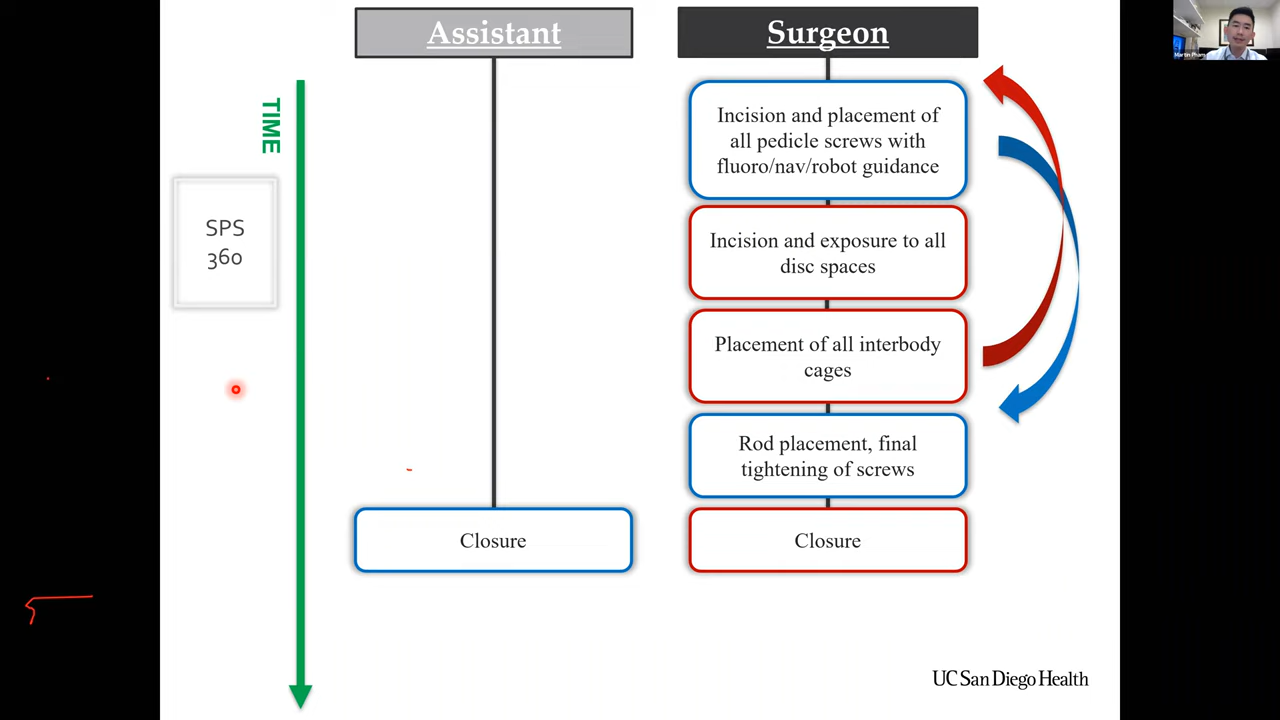 Assistant
Surgeon
TIME
SPS
360
Incision and placement of
all pedicle screws with
fluoro/nav/robot guidance
Incision and exposure to all
disc spaces
Placement of all interbody
cages
Rod placement, final
tightening of screws
Closure
Closure
UC San Diego Health
Martin Pham